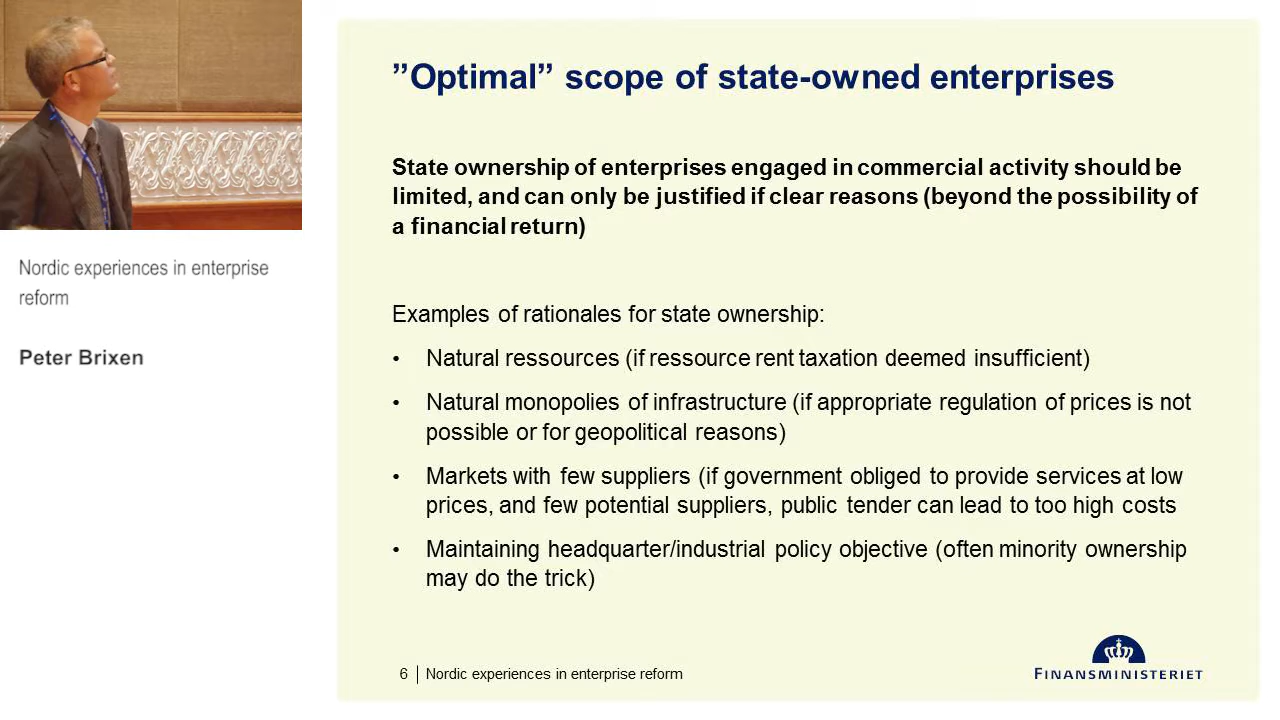 ”Optimal” scope of state-owned enterprises
State ownership of enterprises engaged in commercial activity should be
limited, and can only be justified if clear reasons (beyond the possibility of
a financial return)
Nordic experiences in enterprise
reform
Peter Brixen
Examples of rationales for state ownership:
• Natural ressources (if ressource rent taxation deemed insufficient)
• Natural monopolies of infrastructure (if appropriate regulation of prices is not
possible or for geopolitical reasons)
• Markets with few suppliers (if government obliged to provide services at low
prices, and few potential suppliers, public tender can lead to too high costs
• Maintaining headquarter/industrial policy objective (often minority ownership
may do the trick)
6 | Nordic experiences in enterprise reform
FINANSMINISTERIET